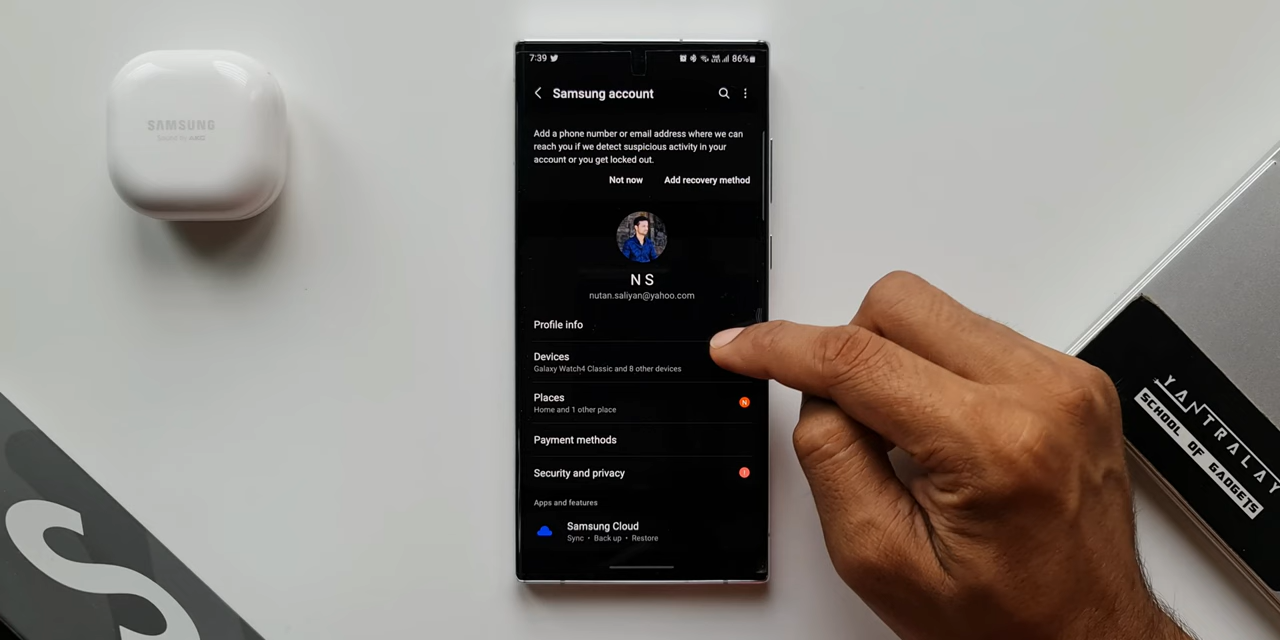 SAMSUNG
7:39
86%
Samsung account
Add a phone number or email address where we can
reach you if we detect suspicious activity in your
account or you get locked out.
Not now
Add recovery method
N S
nutan.saliyan@yahoo.com
Profile info
Devices
Galaxy Watch4 Classic and 8 other devices
Places
N
Home and 1 other place
Payment methods
Security and privacy
!
Apps and features
Samsung Cloud
Sync • Back up • Restore
S
YANTRALAY
SCHOOL OF GADGETS